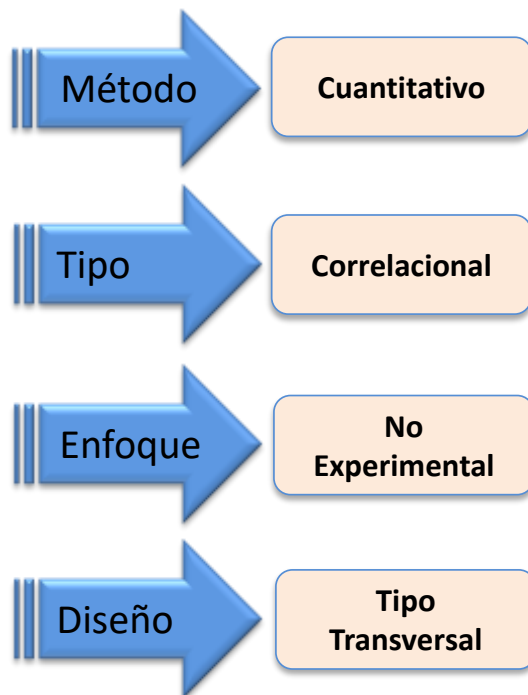 Método
Cuantitativo
Tipo
Correlacional
Enfoque
No
Experimental
Diseño
Tipo
Transversal